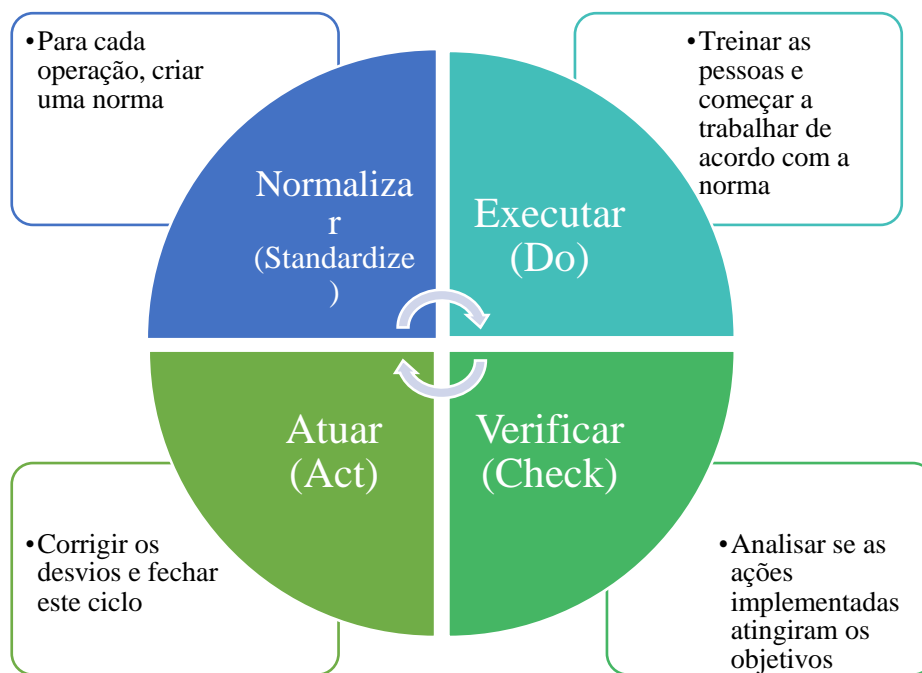 •Para cada
operação, criar
uma norma
•Treinar as
pessoas e
começar a
trabalhar de
acordo com a
norma
Normaliza
r
(Standardize
)
Executar
(Do)
Atuar
(Act)
Verificar
(Check)
•Corrigir os
desvios e fechar
este ciclo
•Analisar se as
ações
implementadas
atingiram os
objetivos